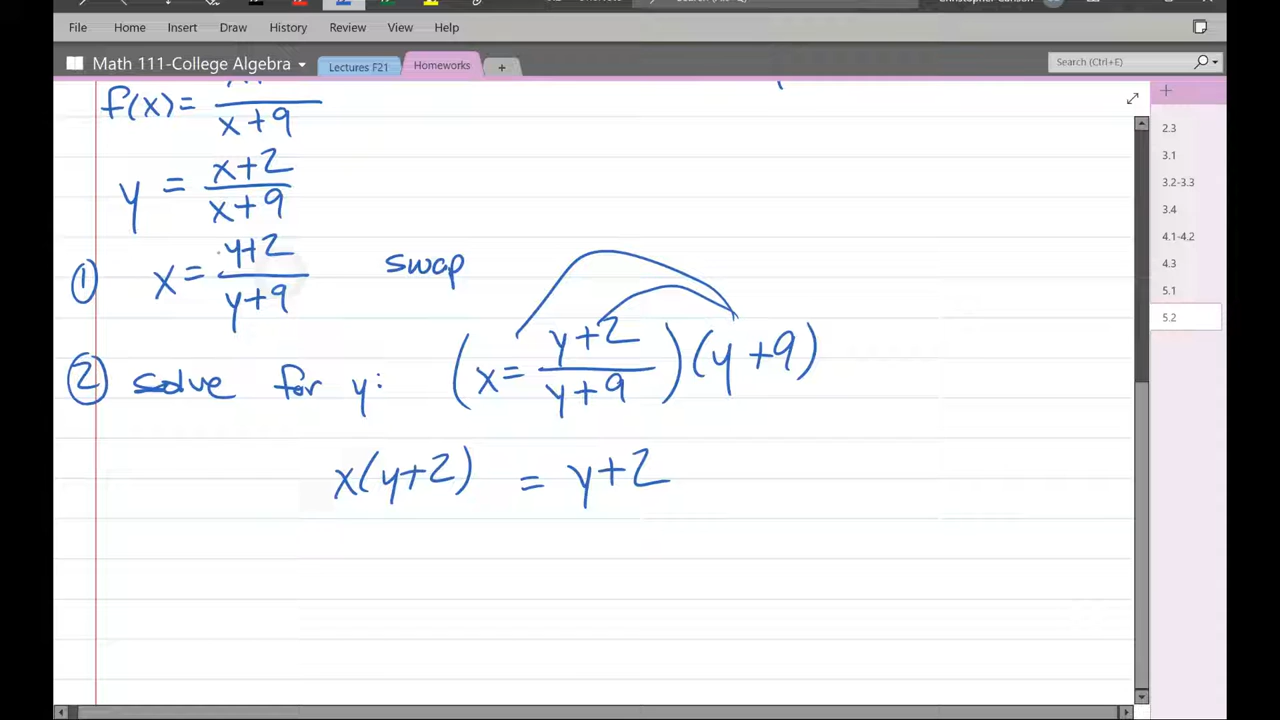 File Home Insert Draw History Review View Help
Math 111-College Algebra Lectures F21 Homeworks + Search (Ctrl+E)
f(x)= / x+9
y = x+2 / x+9
① x = y+2 / y+9 swap
② solve for y: (x = y+2 / y+9)(y+9)
x(y+2) = y+2
2.3
3.1
3.2-3.3
3.4
4.1-4.2
4.3
5.1
5.2